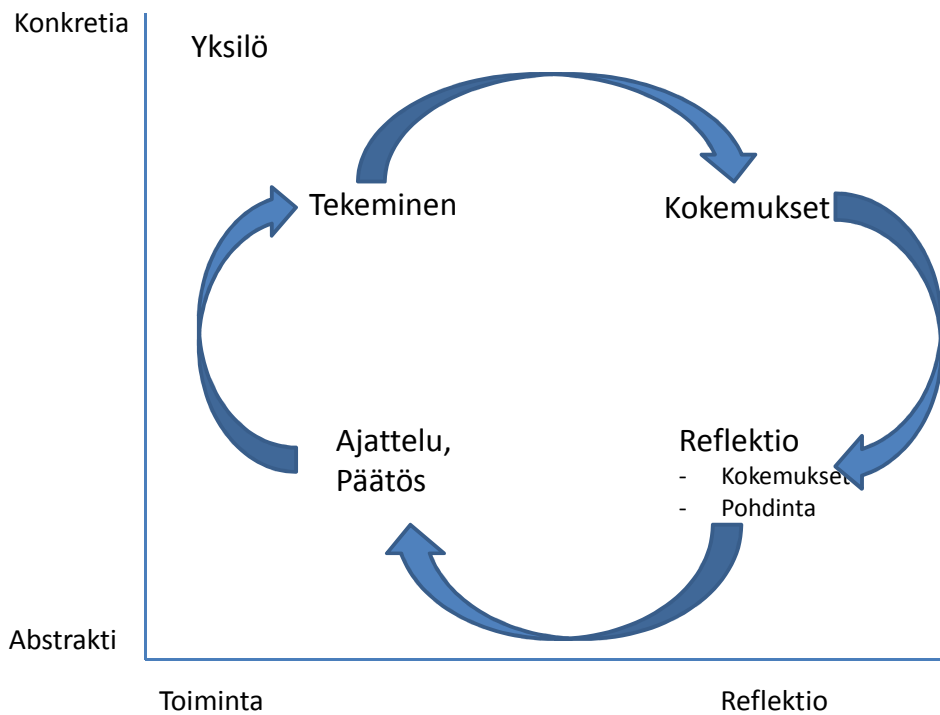 Konkretia
Yksilö
Tekeminen
Kokemukset
Ajattelu,
Päätös
Reflektio
- Kokemukset
- Pohdinta
Abstrakti
Toiminta
Reflektio